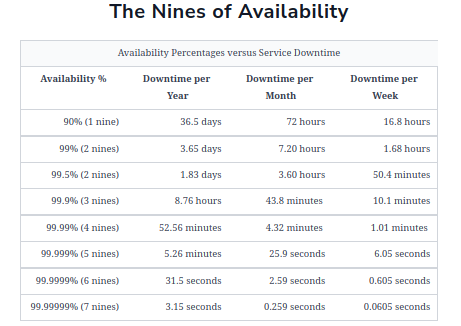 The Nines of Availability
Availability Percentages versus Service Downtime
Availability % Downtime per Year Downtime per Month Downtime per Week
90% (1 nine) 36.5 days 72 hours 16.8 hours
99% (2 nines) 3.65 days 7.20 hours 1.68 hours
99.5% (2 nines) 1.83 days 3.60 hours 50.4 minutes
99.9% (3 nines) 8.76 hours 43.8 minutes 10.1 minutes
99.99% (4 nines) 52.56 minutes 4.32 minutes 1.01 minutes
99.999% (5 nines) 5.26 minutes 25.9 seconds 6.05 seconds
99.9999% (6 nines) 31.5 seconds 2.59 seconds 0.605 seconds
99.99999% (7 nines) 3.15 seconds 0.259 seconds 0.0605 seconds